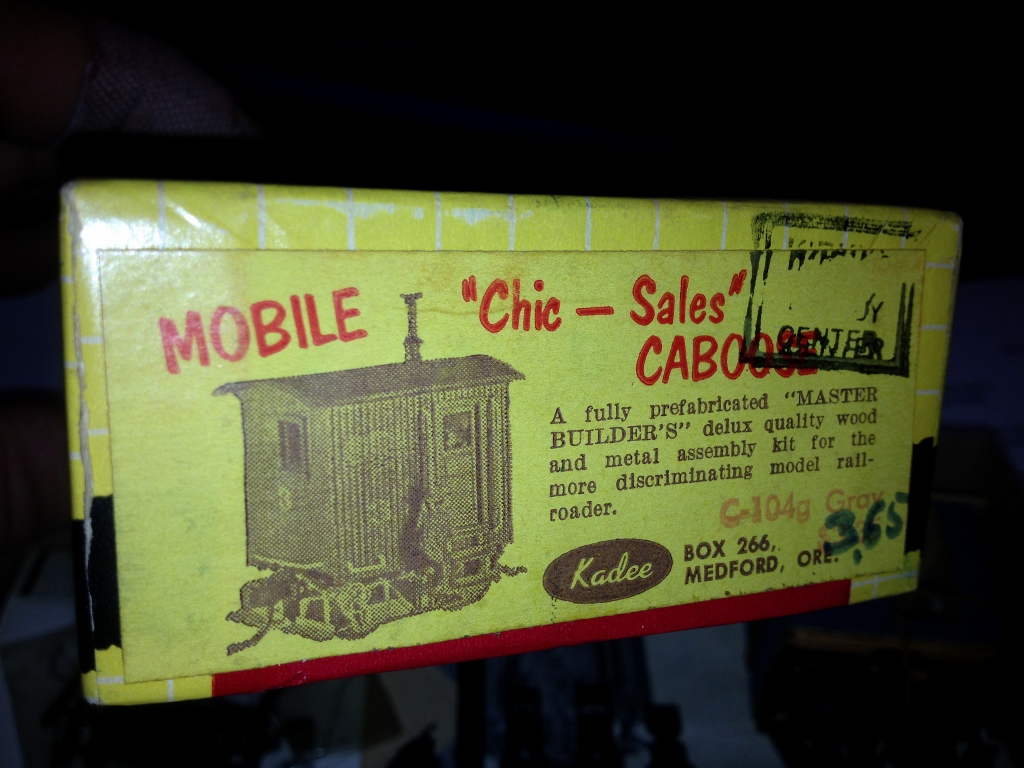 MOBILE "Chic — Sales"
CABOOSE
A fully prefabricated "MASTER
BUILDER'S" delux quality wood
and metal assembly kit for the
more discriminating model rail-
roader.
C-104g Gray
3.65
Kadee
BOX 266,
MEDFORD, ORE.
CENTER